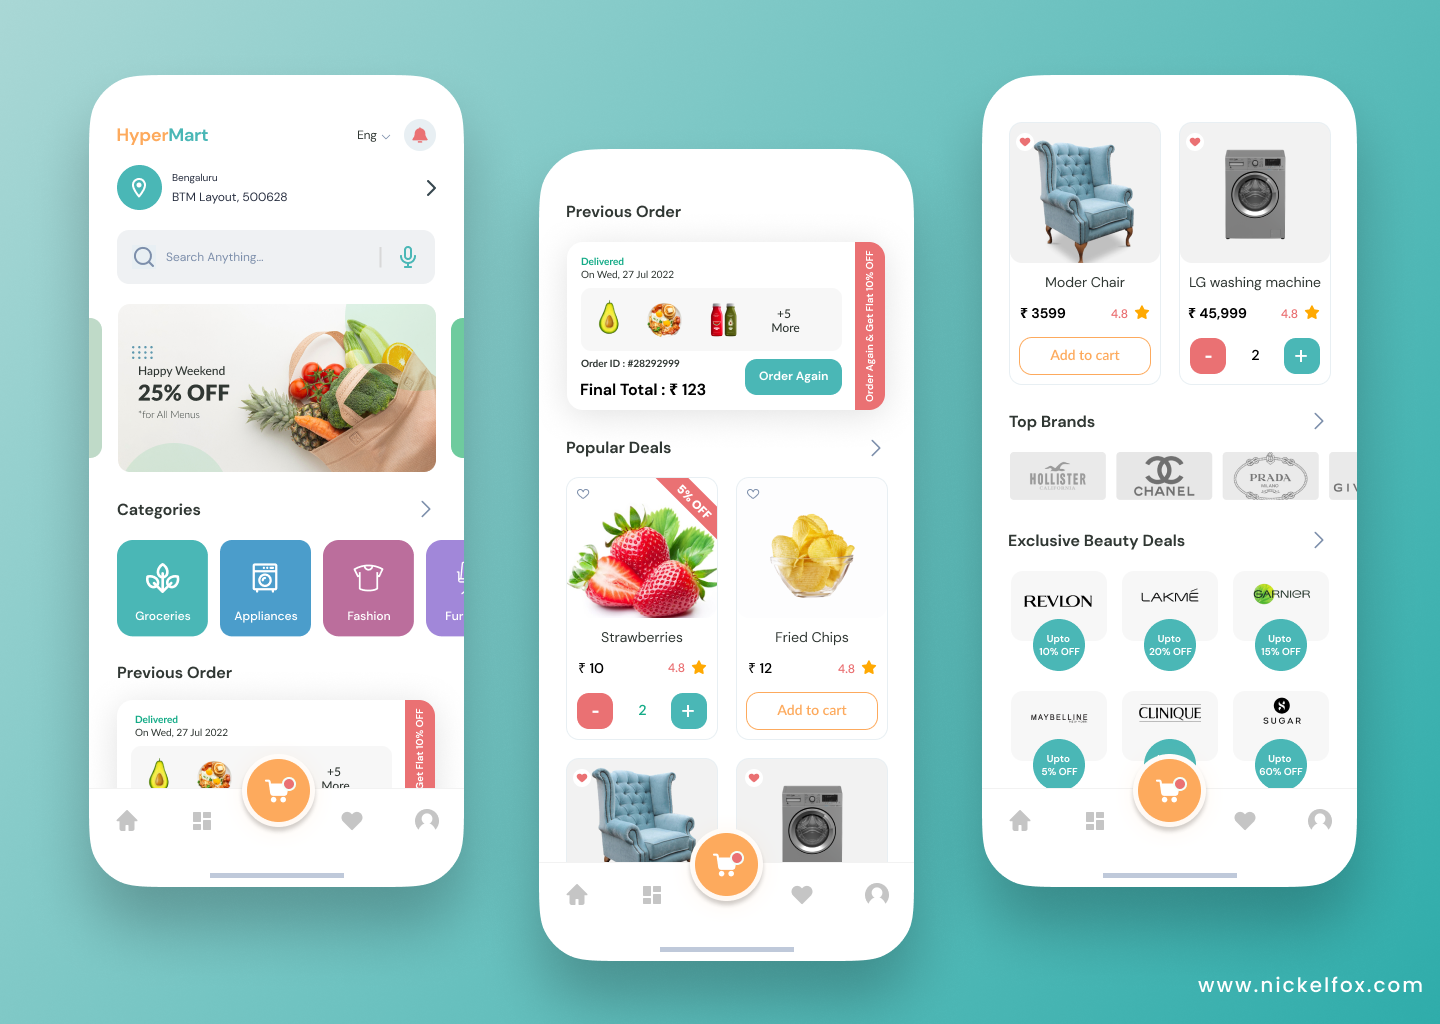 HyperMart
Eng
Bengaluru
BTM Layout, 500628
Search Anything...
Happy Weekend
25% OFF
*for All Menus
Categories
Groceries
Appliances
Fashion
Fur
Previous Order
Delivered
On Wed, 27 Jul 2022
+5
More
Get Flat 10% OFF
Previous Order
Delivered
On Wed, 27 Jul 2022
+5
More
Order ID : #28292999
Final Total : ₹ 123
Order Again
Order Again & Get Flat 10% OFF
Popular Deals
5% OFF
Strawberries
₹ 10
4.8
- 2 +
Fried Chips
₹ 12
4.8
Add to cart
Moder Chair
₹ 3599
4.8
Add to cart
LG washing machine
₹ 45,999
4.8
- 2 +
Top Brands
HOLLISTER
CALIFORNIA
CHANEL
PRADA
MILANO
GIV
Exclusive Beauty Deals
REVLON
Upto
10% OFF
LAKMÉ
Upto
20% OFF
GARNIER
Upto
15% OFF
MAYBELLINE
NEW YORK
Upto
5% OFF
CLINIQUE
S
SUGAR
Upto
60% OFF
www.nickelfox.com